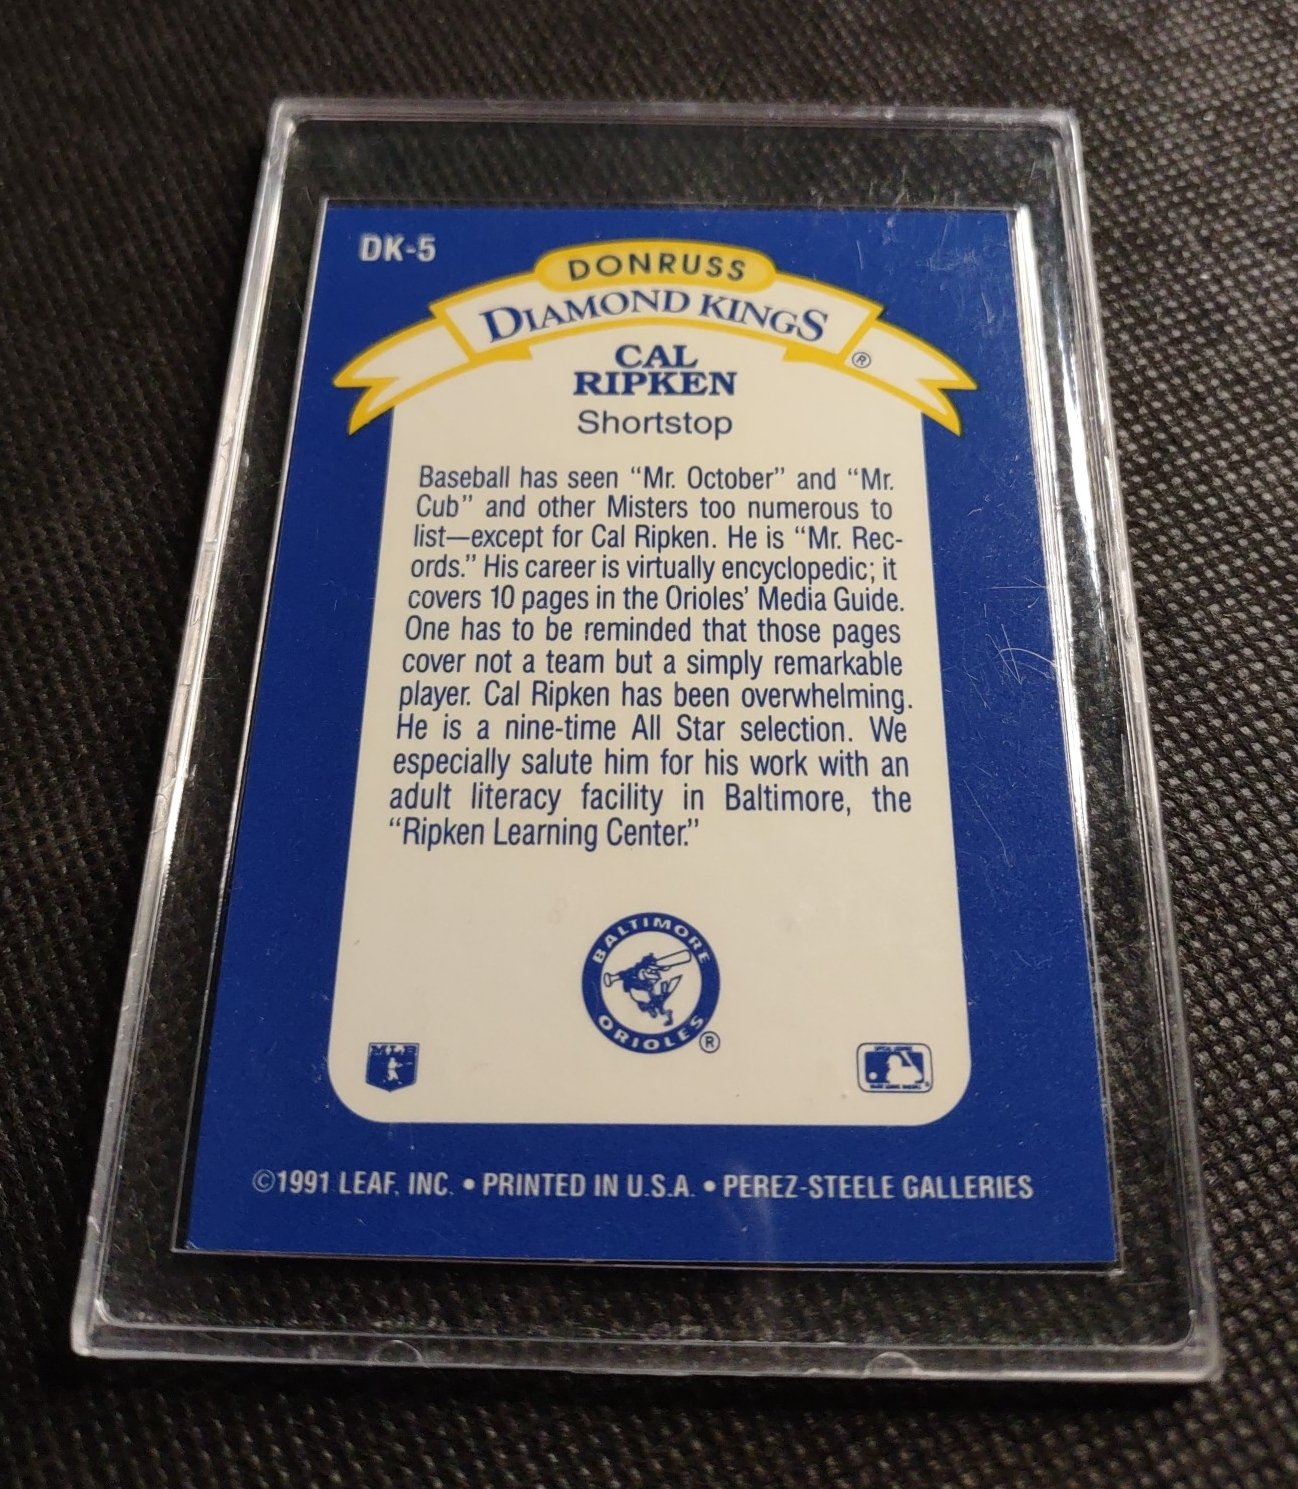 DK-5
DONRUSS
DIAMOND KINGS ®
CAL
RIPKEN
Shortstop
Baseball has seen “Mr. October” and “Mr.
Cub” and other Misters too numerous to
list—except for Cal Ripken. He is “Mr. Rec-
ords.” His career is virtually encyclopedic; it
covers 10 pages in the Orioles’ Media Guide.
One has to be reminded that those pages
cover not a team but a simply remarkable
player. Cal Ripken has been overwhelming.
He is a nine-time All Star selection. We
especially salute him for his work with an
adult literacy facility in Baltimore, the
“Ripken Learning Center.”
BALTIMORE
ORIOLES ®
©1991 LEAF, INC. • PRINTED IN U.S.A. • PEREZ-STEELE GALLERIES